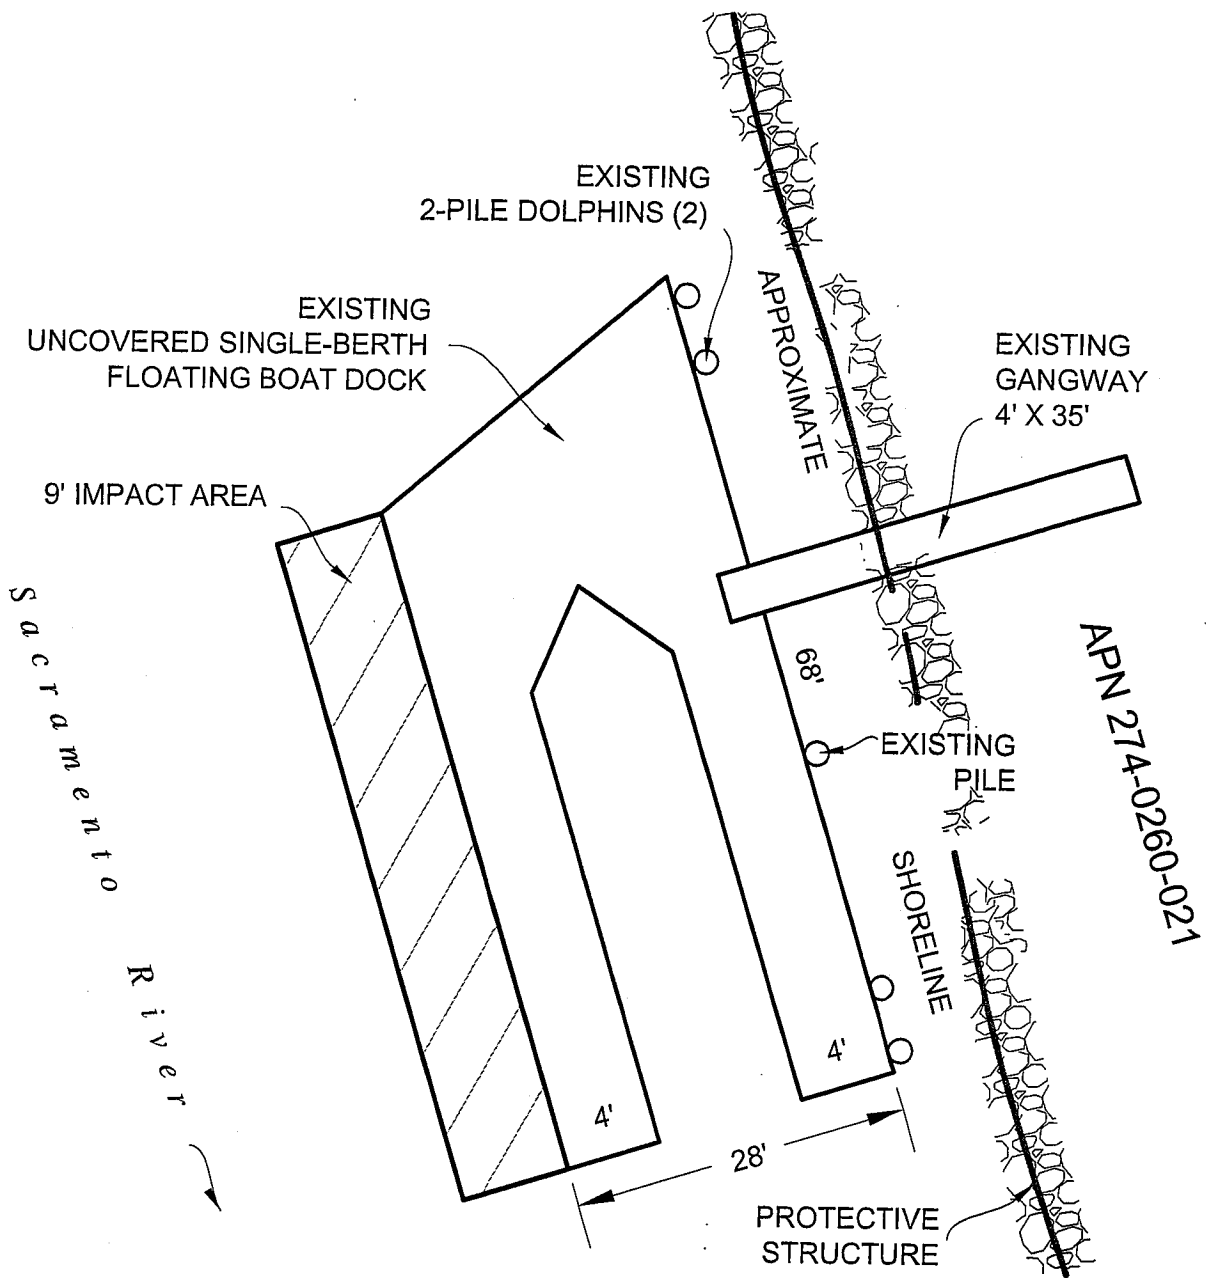 EXISTING
2-PILE DOLPHINS (2)
EXISTING
UNCOVERED SINGLE-BERTH
FLOATING BOAT DOCK
APPROXIMATE
EXISTING
GANGWAY
4' X 35'
9' IMPACT AREA
Sacramento River
68'
APN 274-0260-021
EXISTING
PILE
SHORELINE
4'
4'
28'
PROTECTIVE
STRUCTURE